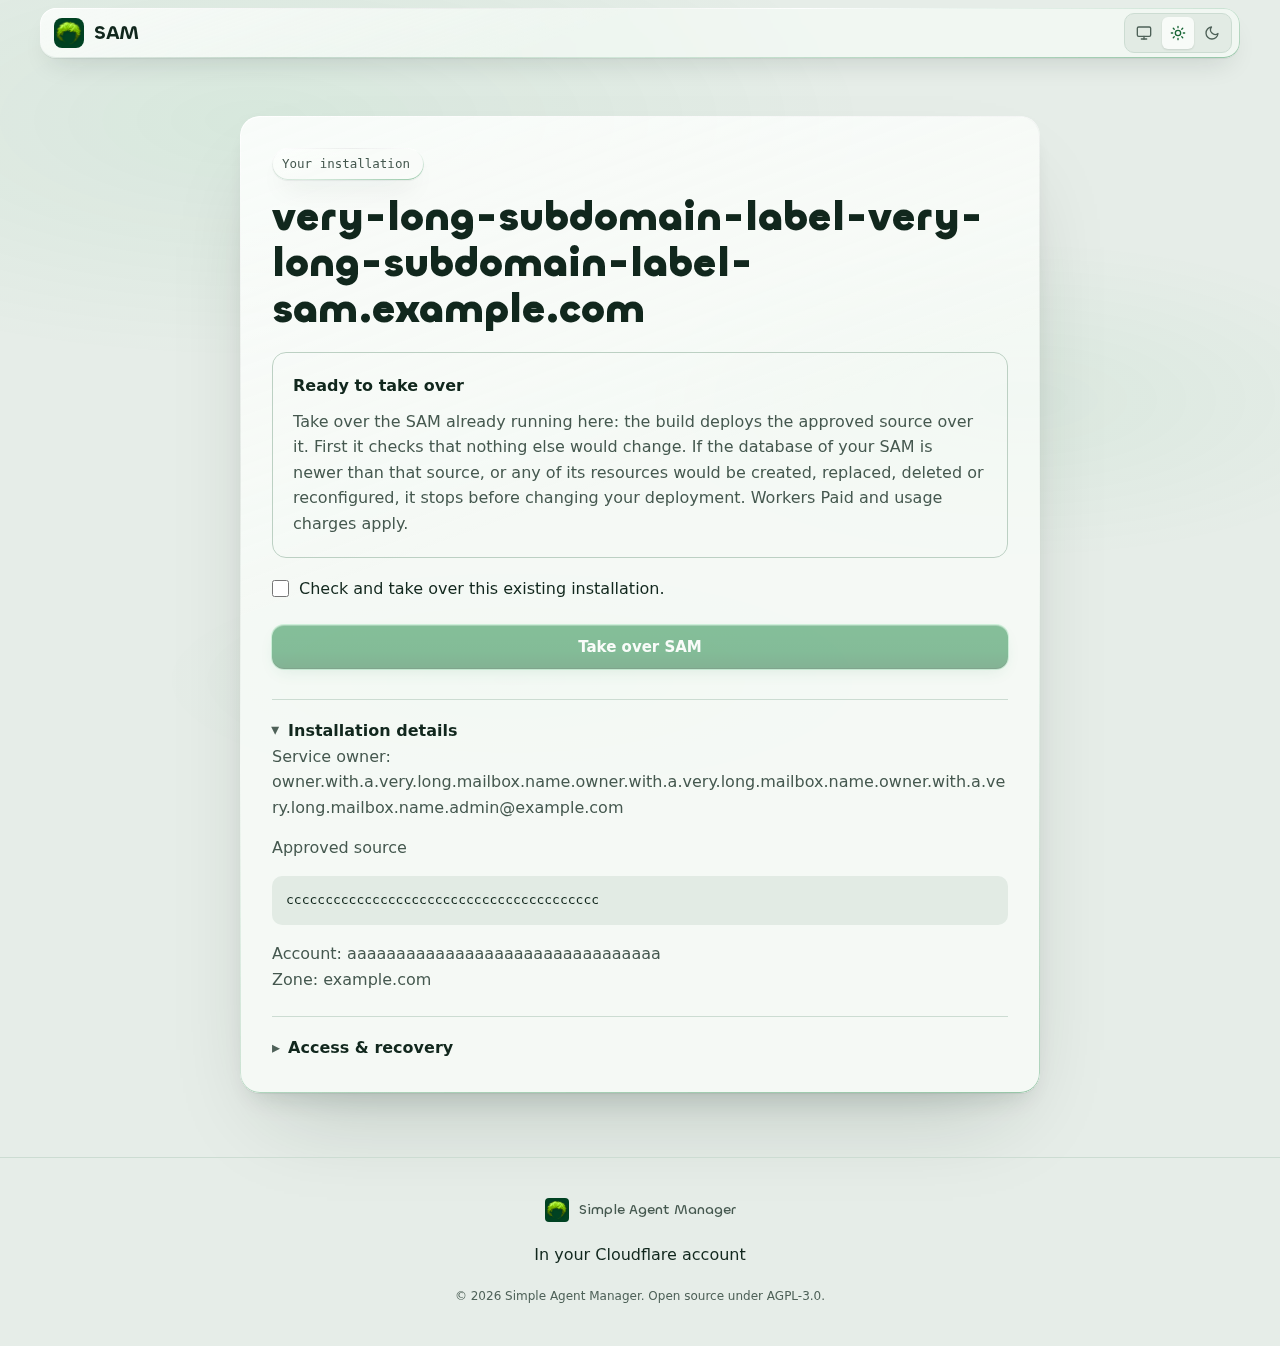 SAM
Your installation
very-long-subdomain-label-very-
long-subdomain-label-
sam.example.com
Ready to take over
Take over the SAM already running here: the build deploys the approved source over
it. First it checks that nothing else would change. If the database of your SAM is
newer than that source, or any of its resources would be created, replaced, deleted or
reconfigured, it stops before changing your deployment. Workers Paid and usage
charges apply.
Check and take over this existing installation.
Take over SAM
Installation details
Service owner:
owner.with.a.very.long.mailbox.name.owner.with.a.very.long.mailbox.name.owner.with.a.ve
ry.long.mailbox.name.admin@example.com
Approved source
cccccccccccccccccccccccccccccccccccccccc
Account: aaaaaaaaaaaaaaaaaaaaaaaaaaaaaaaa
Zone: example.com
Access & recovery
Simple Agent Manager
In your Cloudflare account
© 2026 Simple Agent Manager. Open source under AGPL-3.0.